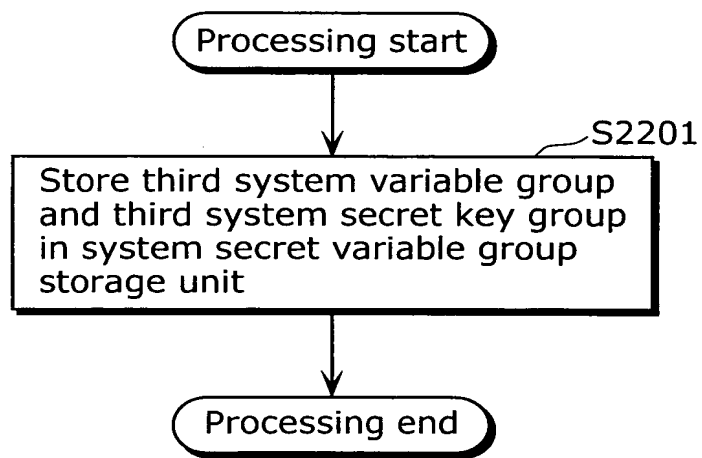 Processing start
S2201
Store third system variable group
and third system secret key group
in system secret variable group
storage unit
Processing end